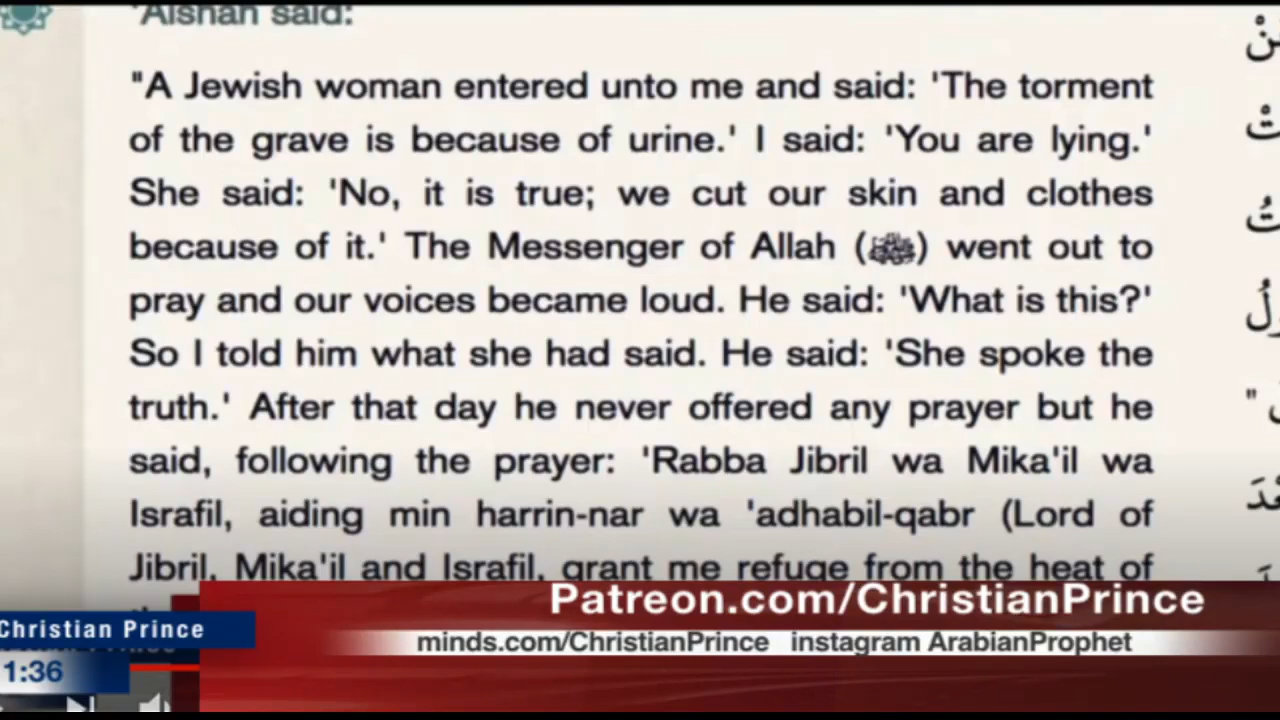 'Aishah said:
"A Jewish woman entered unto me and said: 'The torment
of the grave is because of urine.' I said: 'You are lying.'
She said: 'No, it is true; we cut our skin and clothes
because of it.' The Messenger of Allah (ﷺ) went out to
pray and our voices became loud. He said: 'What is this?'
So I told him what she had said. He said: 'She spoke the
truth.' After that day he never offered any prayer but he
said, following the prayer: 'Rabba Jibril wa Mika'il wa
Israfil, aiding min harrin-nar wa 'adhabil-qabr (Lord of
Jibril, Mika'il and Israfil, grant me refuge from the heat of
Patreon.com/ChristianPrince
Christian Prince
minds.com/ChristianPrince instagram ArabianProphet
1:36